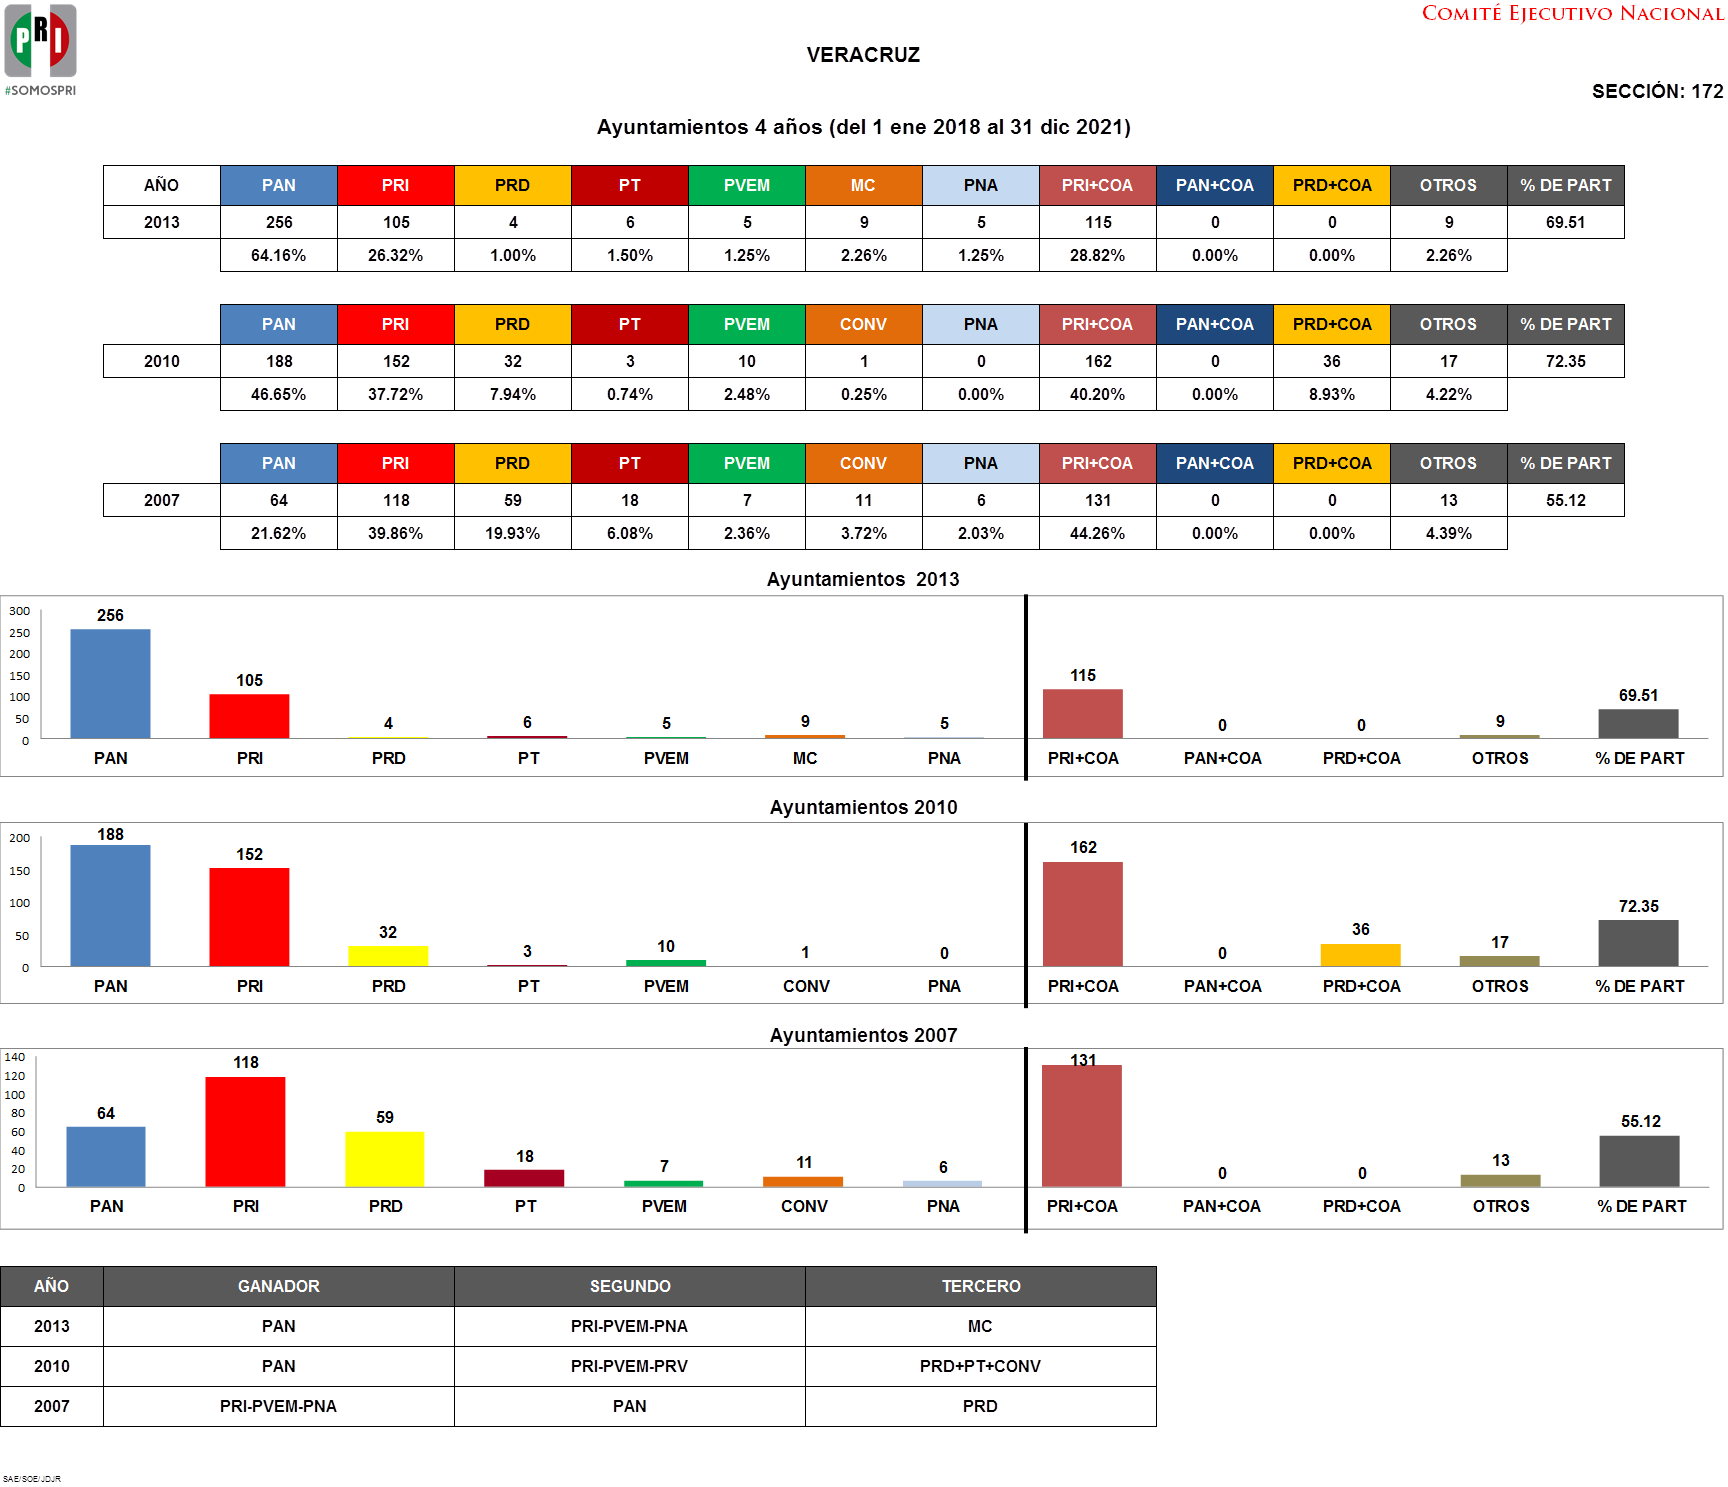 COMITÉ EJECUTIVO NACIONAL
PRI
#SOMOSPRI
VERACRUZ
SECCIÓN: 172
Ayuntamientos 4 años (del 1 ene 2018 al 31 dic 2021)
AÑO PAN PRI PRD PT PVEM MC PNA PRI+COA PAN+COA PRD+COA OTROS % DE PART
2013 256 105 4 6 5 9 5 115 0 0 9 69.51
64.16% 26.32% 1.00% 1.50% 1.25% 2.26% 1.25% 28.82% 0.00% 0.00% 2.26%
PAN PRI PRD PT PVEM CONV PNA PRI+COA PAN+COA PRD+COA OTROS % DE PART
2010 188 152 32 3 10 1 0 162 0 36 17 72.35
46.65% 37.72% 7.94% 0.74% 2.48% 0.25% 0.00% 40.20% 0.00% 8.93% 4.22%
PAN PRI PRD PT PVEM CONV PNA PRI+COA PAN+COA PRD+COA OTROS % DE PART
2007 64 118 59 18 7 11 6 131 0 0 13 55.12
21.62% 39.86% 19.93% 6.08% 2.36% 3.72% 2.03% 44.26% 0.00% 0.00% 4.39%
Ayuntamientos 2013
300
250
200
150
100
50
0
256 105 4 6 5 9 5 115 0 0 9 69.51
PAN PRI PRD PT PVEM MC PNA PRI+COA PAN+COA PRD+COA OTROS % DE PART
Ayuntamientos 2010
200
150
100
50
0
188 152 32 3 10 1 0 162 0 36 17 72.35
PAN PRI PRD PT PVEM CONV PNA PRI+COA PAN+COA PRD+COA OTROS % DE PART
Ayuntamientos 2007
140
120
100
80
60
40
20
0
64 118 59 18 7 11 6 131 0 0 13 55.12
PAN PRI PRD PT PVEM CONV PNA PRI+COA PAN+COA PRD+COA OTROS % DE PART
AÑO GANADOR SEGUNDO TERCERO
2013 PAN PRI-PVEM-PNA MC
2010 PAN PRI-PVEM-PRV PRD+PT+CONV
2007 PRI-PVEM-PNA PAN PRD
SAE/SOE/JDJR